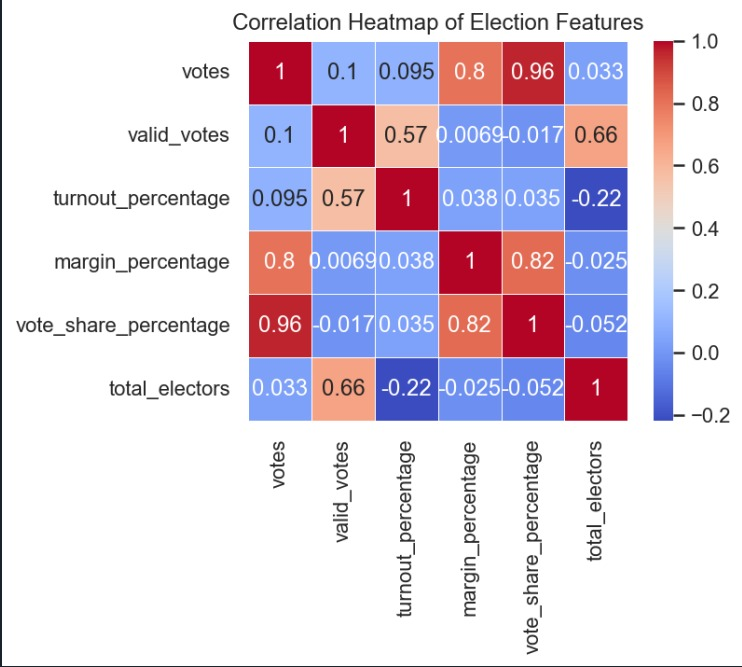 Correlation Heatmap of Election Features
votes 1 0.1 0.095 0.8 0.96 0.033
valid_votes 0.1 1 0.57 0.0069 -0.017 0.66
turnout_percentage 0.095 0.57 1 0.038 0.035 -0.22
margin_percentage 0.8 0.0069 0.038 1 0.82 -0.025
vote_share_percentage 0.96 -0.017 0.035 0.82 1 -0.052
total_electors 0.033 0.66 -0.22 -0.025 -0.052 1
votes
valid_votes
turnout_percentage
margin_percentage
vote_share_percentage
total_electors
1.0
0.8
0.6
0.4
0.2
0.0
−0.2